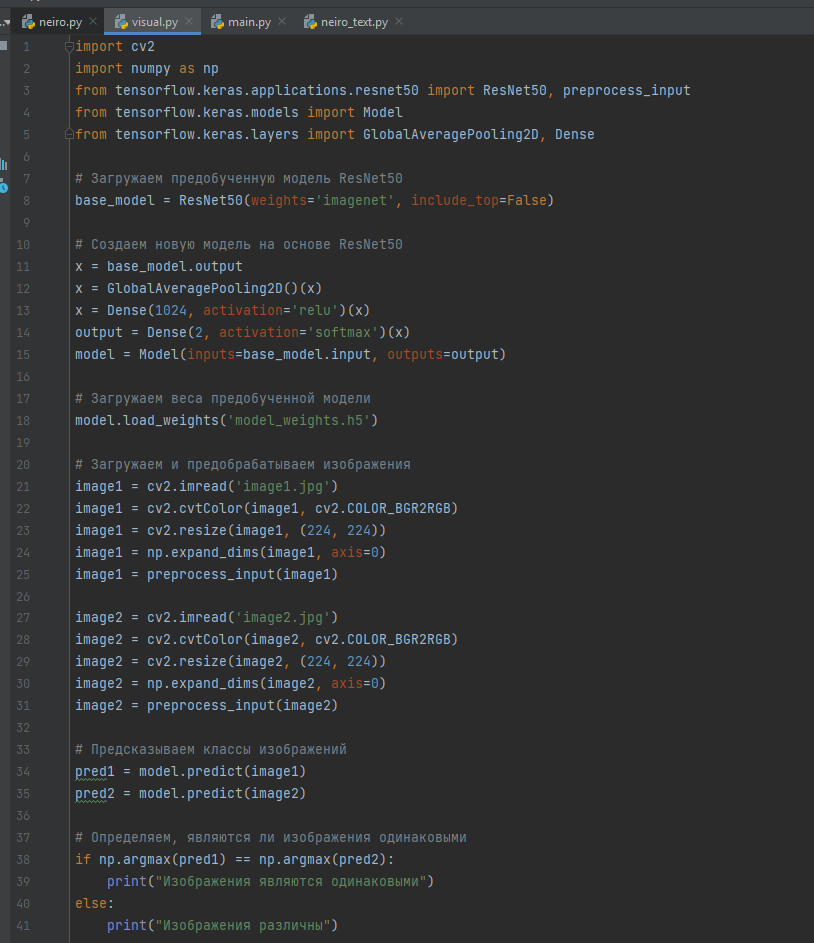 neiro.py visual.py main.py neiro_text.py
1 import cv2
2 import numpy as np
3 from tensorflow.keras.applications.resnet50 import ResNet50, preprocess_input
4 from tensorflow.keras.models import Model
5 from tensorflow.keras.layers import GlobalAveragePooling2D, Dense
6
7 # Загружаем предобученную модель ResNet50
8 base_model = ResNet50(weights='imagenet', include_top=False)
9
10 # Создаем новую модель на основе ResNet50
11 x = base_model.output
12 x = GlobalAveragePooling2D()(x)
13 x = Dense(1024, activation='relu')(x)
14 output = Dense(2, activation='softmax')(x)
15 model = Model(inputs=base_model.input, outputs=output)
16
17 # Загружаем веса предобученной модели
18 model.load_weights('model_weights.h5')
19
20 # Загружаем и предобрабатываем изображения
21 image1 = cv2.imread('image1.jpg')
22 image1 = cv2.cvtColor(image1, cv2.COLOR_BGR2RGB)
23 image1 = cv2.resize(image1, (224, 224))
24 image1 = np.expand_dims(image1, axis=0)
25 image1 = preprocess_input(image1)
26
27 image2 = cv2.imread('image2.jpg')
28 image2 = cv2.cvtColor(image2, cv2.COLOR_BGR2RGB)
29 image2 = cv2.resize(image2, (224, 224))
30 image2 = np.expand_dims(image2, axis=0)
31 image2 = preprocess_input(image2)
32
33 # Предсказываем классы изображений
34 pred1 = model.predict(image1)
35 pred2 = model.predict(image2)
36
37 # Определяем, являются ли изображения одинаковыми
38 if np.argmax(pred1) == np.argmax(pred2):
39 print("Изображения являются одинаковыми")
40 else:
41 print("Изображения различны")